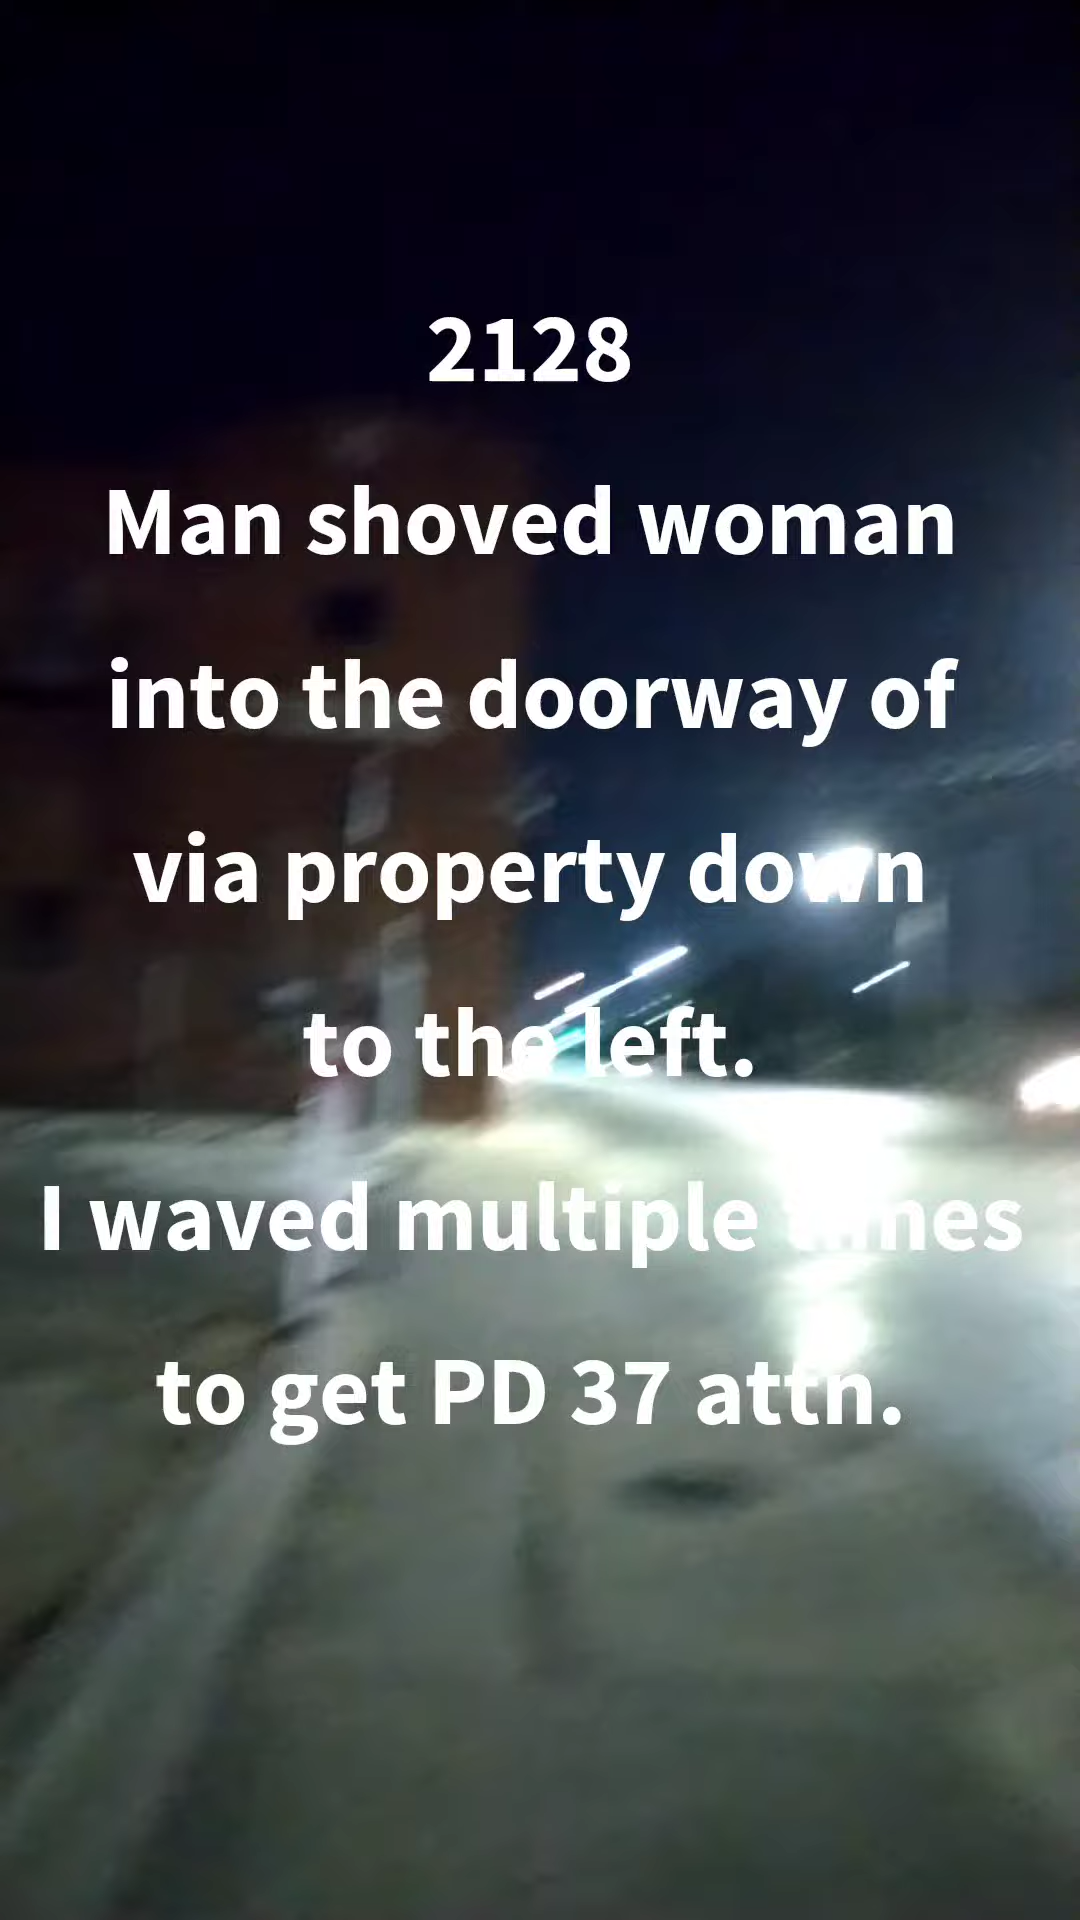 2128
Man shoved woman
into the doorway of
via property down
to the left.
I waved multiple times
to get PD 37 attn.